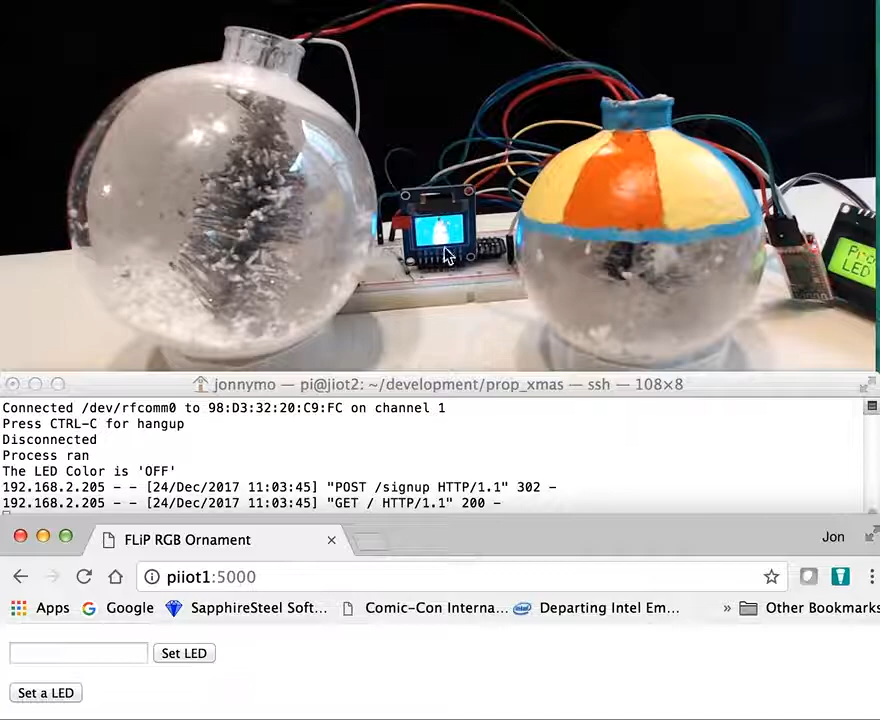 Pro
LED
jonnymo — pi@jiot2: ~/development/prop_xmas — ssh — 108×8
Connected /dev/rfcomm0 to 98:D3:32:20:C9:FC on channel 1
Press CTRL-C for hangup
Disconnected
Process ran
The LED Color is 'OFF'
192.168.2.205 - - [24/Dec/2017 11:03:45] "POST /signup HTTP/1.1" 302 -
192.168.2.205 - - [24/Dec/2017 11:03:45] "GET / HTTP/1.1" 200 -
FLiP RGB Ornament
Jon
piiot1:5000
Apps Google SapphireSteel Soft... Comic-Con Interna... Departing Intel Em... » Other Bookmarks
Set LED
Set a LED